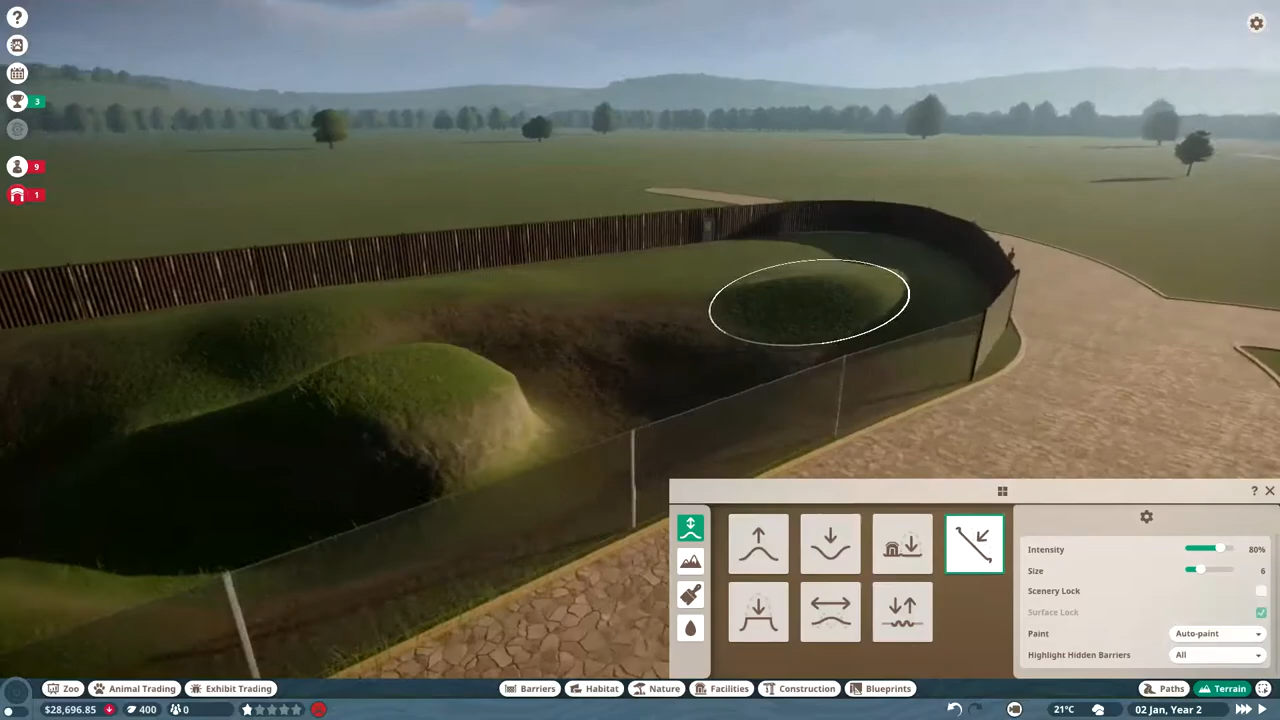 ?
3
9
1
? 
Intensity 80%
Size 6
Scenery Lock
Surface Lock
Paint Auto-paint
Highlight Hidden Barriers All
Zoo Animal Trading Exhibit Trading Barriers Habitat Nature Facilities Construction Blueprints Paths Terrain
$28,696.85 400 0 21°C 02 Jan, Year 2